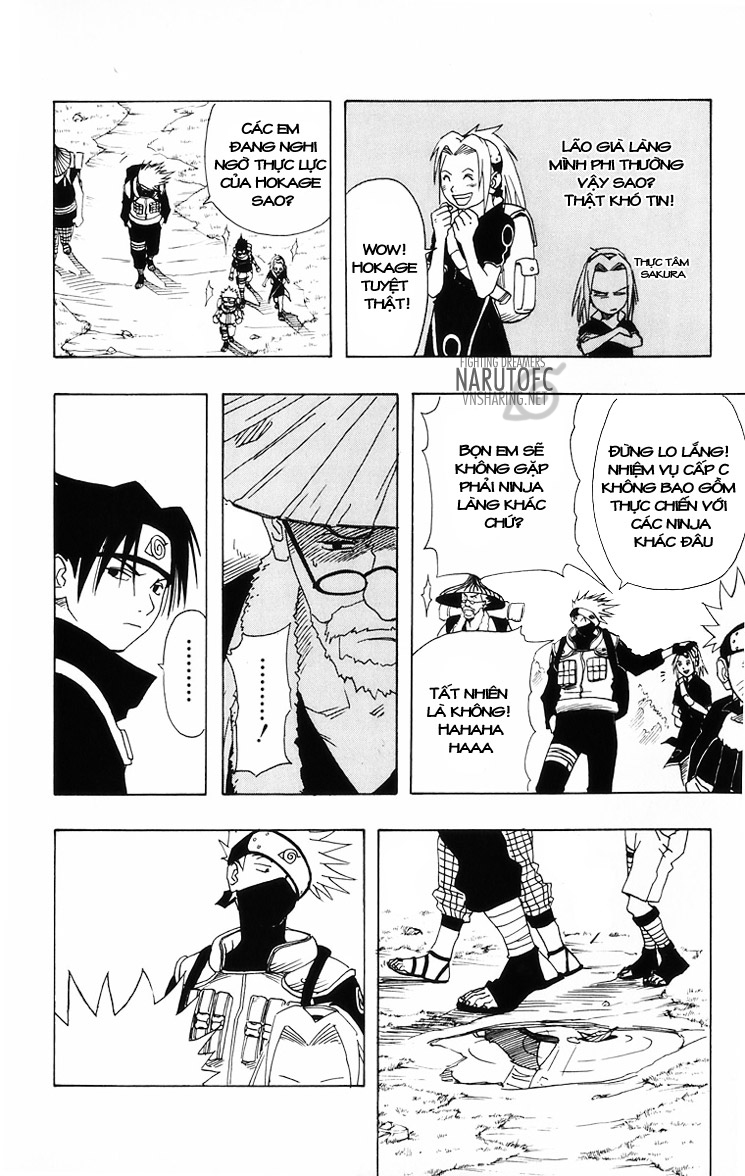 LÃO GIÀ LÀNG
MÌNH PHI THƯỜNG
VẬY SAO?
THẬT KHÓ TIN!
THỰC TÂM
SAKURA
WOW!
HOKAGE
TUYỆT
THẬT!
CÁC EM
ĐANG NGHI
NGỜ THỰC LỰC
CỦA HOKAGE
SAO?
FIGHTING DREAMERS
NARUTOFC
VNSHARING.NET
ĐỪNG LO LẮNG!
NHIỆM VỤ CẤP C
KHÔNG BAO GỒM
THỰC CHIẾN VỚI
CÁC NINJA
KHÁC ĐÂU
BỌN EM SẼ
KHÔNG GẶP
PHẢI NINJA
LÀNG KHÁC
CHỨ?
TẤT NHIÊN
LÀ KHÔNG!
HAHAHA
HAAA
........!
........